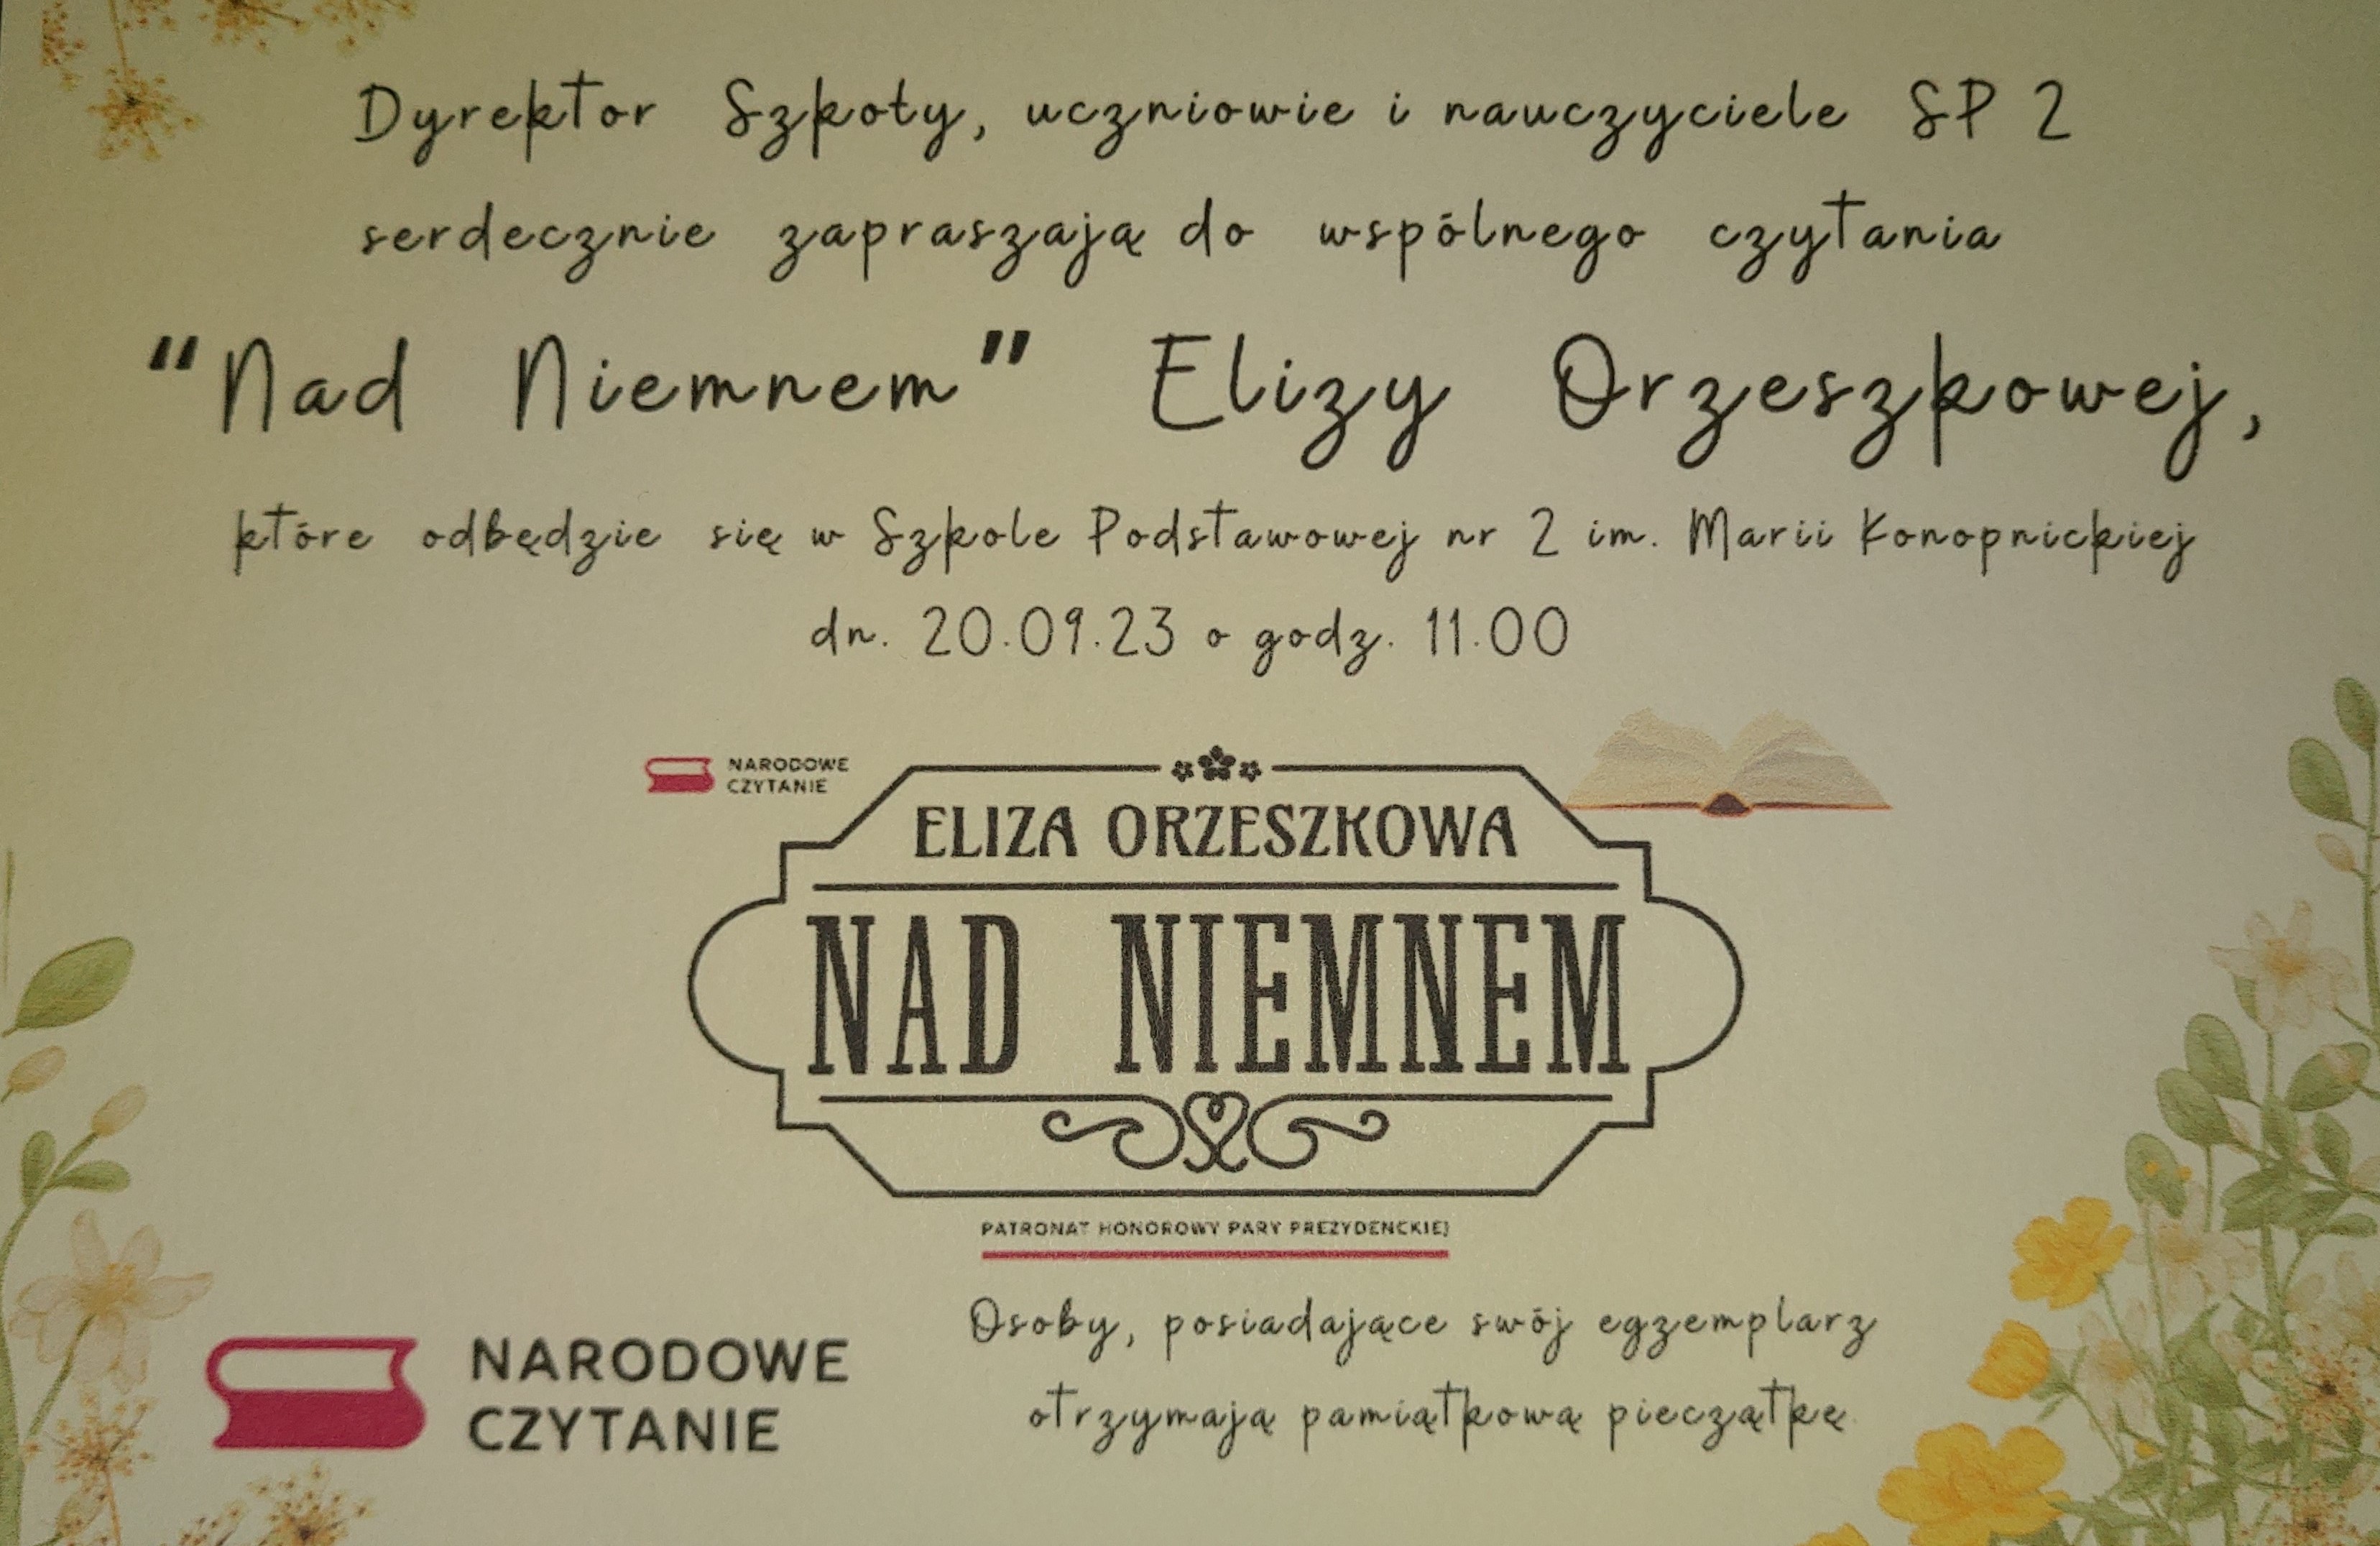 Dyrektor Szkoły, uczniowie i nauczyciele SP 2
serdecznie zapraszają do wspólnego czytania
"Nad Niemnem" Elizy Orzeszkowej,
które odbędzie się w Szkole Podstawowej nr 2 im. Marii Konopnickiej
dn. 20.09.23 o godz. 11.00
NARODOWE
CZYTANIE
ELIZA ORZESZKOWA
NAD NIEMNEM
PATRONAT HONOROWY PARY PREZYDENCKIEJ
Osoby, posiadające swój egzemplarz
otrzymają pamiątkową pieczątkę
NARODOWE
CZYTANIE